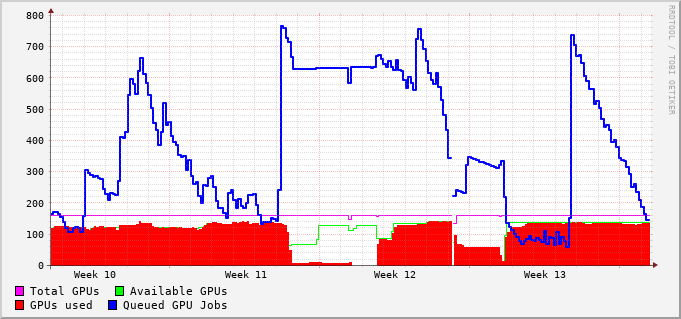 800
700
600
500
400
300
200
100
0
Week 10 Week 11 Week 12 Week 13
Total GPUs Available GPUs
GPUs used Queued GPU Jobs
RRDTOOL / TOBI OETIKER